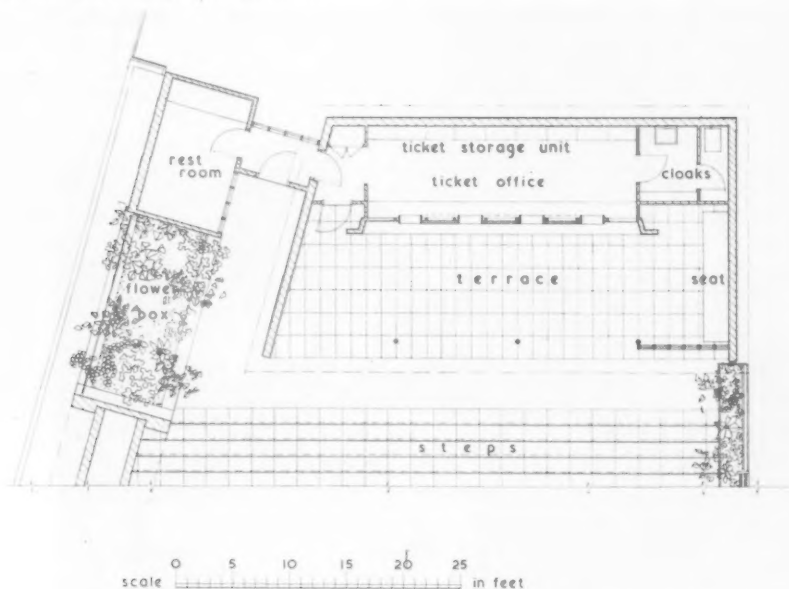 ticket storage unit
rest
room
ticket office
cloaks
flower
box
terrace
seat
steps
0 5 10 15 20 25
scale in feet